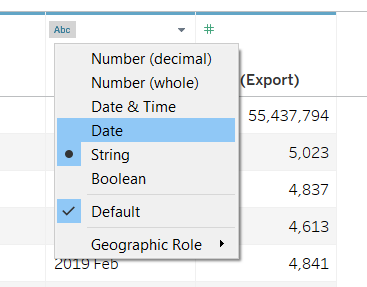 Abc
#
Number (decimal)
Number (whole)
Date & Time
Date
String
Boolean
Default
Geographic Role
(Export)
55,437,794
5,023
4,837
4,613
2019 Feb
4,841